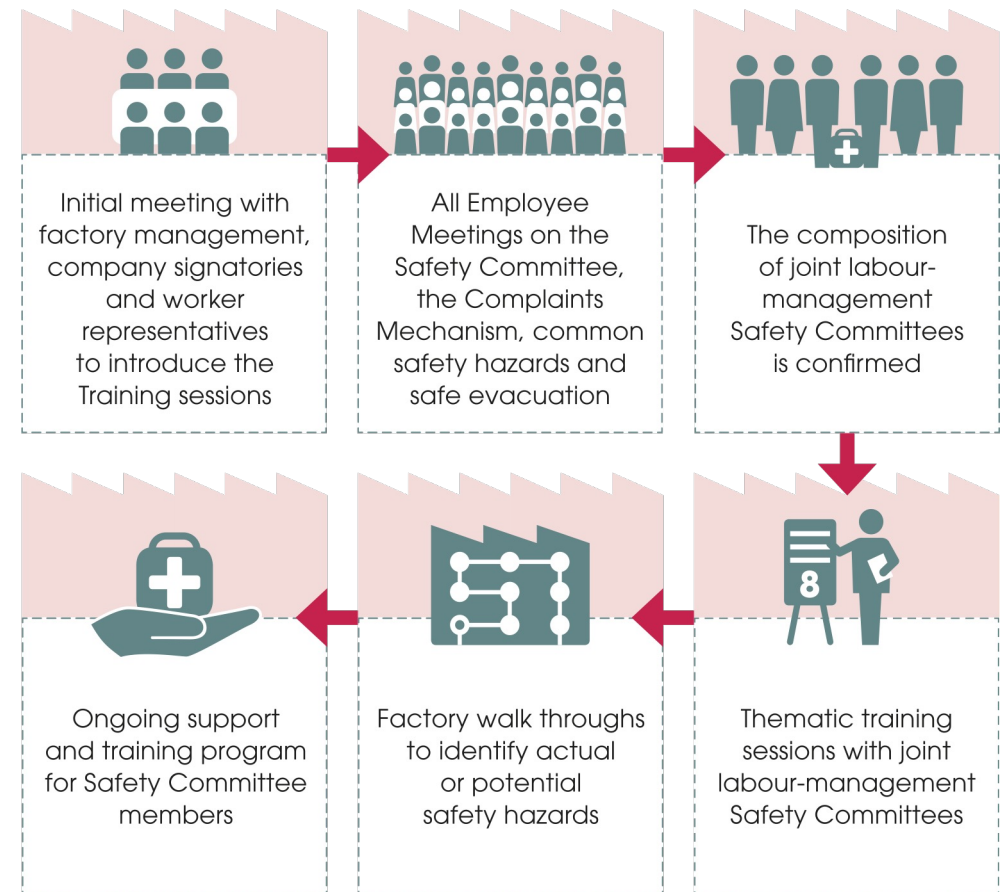 Initial meeting with
factory management,
company signatories
and worker
representatives
to introduce the
Training sessions
All Employee
Meetings on the
Safety Committee,
the Complaints
Mechanism, common
safety hazards and
safe evacuation
The composition
of joint labour-
management
Safety Committees
is confirmed
8
Thematic training
sessions with joint
labour-management
Safety Committees
Factory walk throughs
to identify actual
or potential
safety hazards
Ongoing support
and training program
for Safety Committee
members